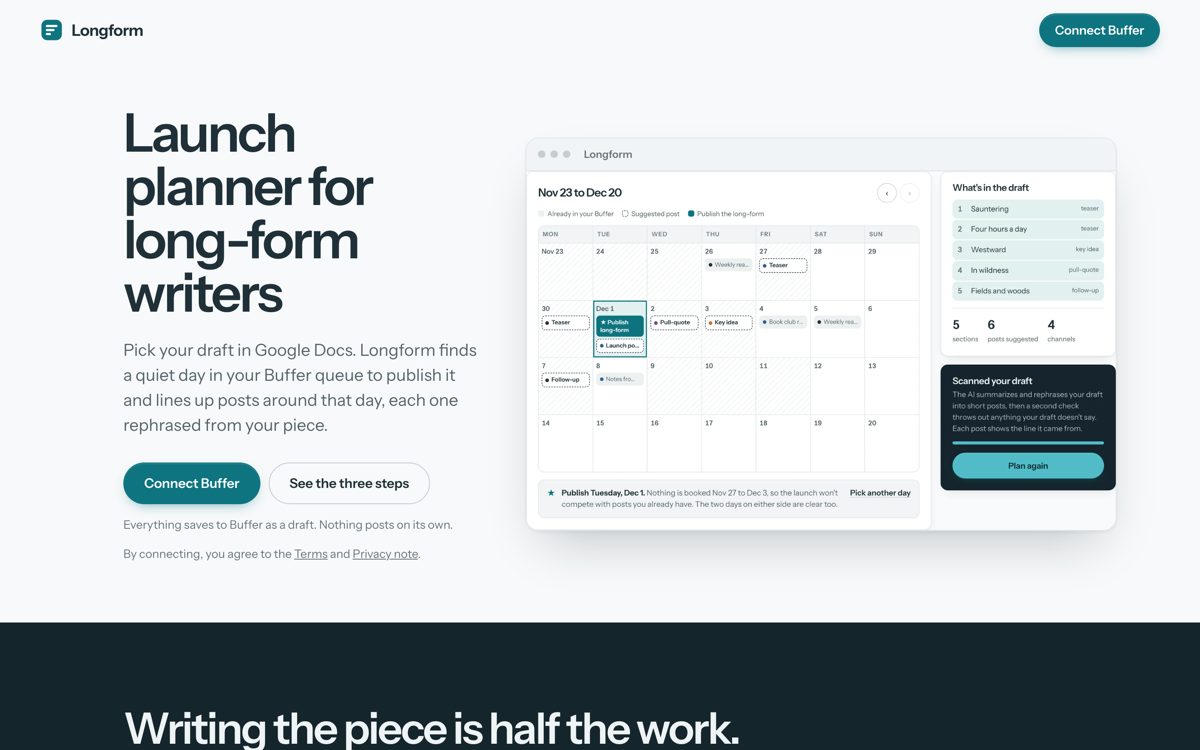 Longform
Connect Buffer
Launch
planner for
long-form
writers
Pick your draft in Google Docs. Longform finds
a quiet day in your Buffer queue to publish it
and lines up posts around that day, each one
rephrased from your piece.
Connect Buffer
See the three steps
Everything saves to Buffer as a draft. Nothing posts on its own.
By connecting, you agree to the Terms and Privacy note.
Longform
Nov 23 to Dec 20
Already in your Buffer
Suggested post
Publish the long-form
MON TUE WED THU FRI SAT SUN
Nov 23 24 25 26 27 28 29
Weekly rea...
Teaser
30 Dec 1 2 3 4 5 6
Teaser
★ Publish
long-form
Launch po...
Pull-quote
Key idea
Book club r...
Weekly rea...
7 8 9 10 11 12 13
Follow-up
Notes fro...
14 15 16 17 18 19 20
★ Publish Tuesday, Dec 1. Nothing is booked Nov 27 to Dec 3, so the launch won't
compete with posts you already have. The two days on either side are clear too.
Pick another day
What's in the draft
1 Sauntering teaser
2 Four hours a day teaser
3 Westward key idea
4 In wildness pull-quote
5 Fields and woods follow-up
5 6 4
sections posts suggested channels
Scanned your draft
The AI summarizes and rephrases your draft
into short posts, then a second check
throws out anything your draft doesn't say.
Each post shows the line it came from.
Plan again
Writing the piece is half the work.